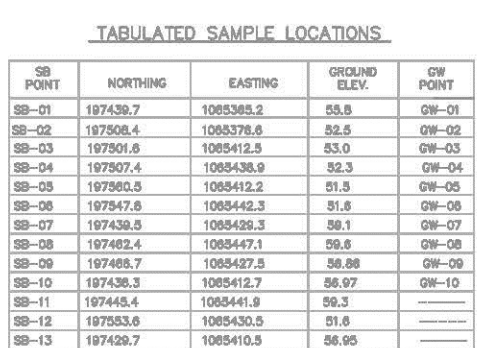 TABULATED SAMPLE LOCATIONS
SB POINT NORTHING EASTING GROUND ELEV. GW POINT
SB-01 197439.7 1065365.2 55.8 GW-01
SB-02 197508.4 1065376.6 52.5 GW-02
SB-03 197501.6 1065412.5 53.0 GW-03
SB-04 197507.4 1065438.9 52.3 GW-04
SB-05 197560.5 1065412.2 51.5 GW-05
SB-06 197547.6 1065442.3 51.6 GW-06
SB-07 197439.5 1065429.3 59.1 GW-07
SB-08 197462.4 1065447.1 59.6 GW-08
SB-09 197466.7 1065427.5 56.86 GW-09
SB-10 197436.3 1065412.7 56.97 GW-10
SB-11 197445.4 1065441.9 59.3 ————
SB-12 197553.6 1065430.5 51.6 -----
SB-13 197429.7 1065410.5 56.95 ————